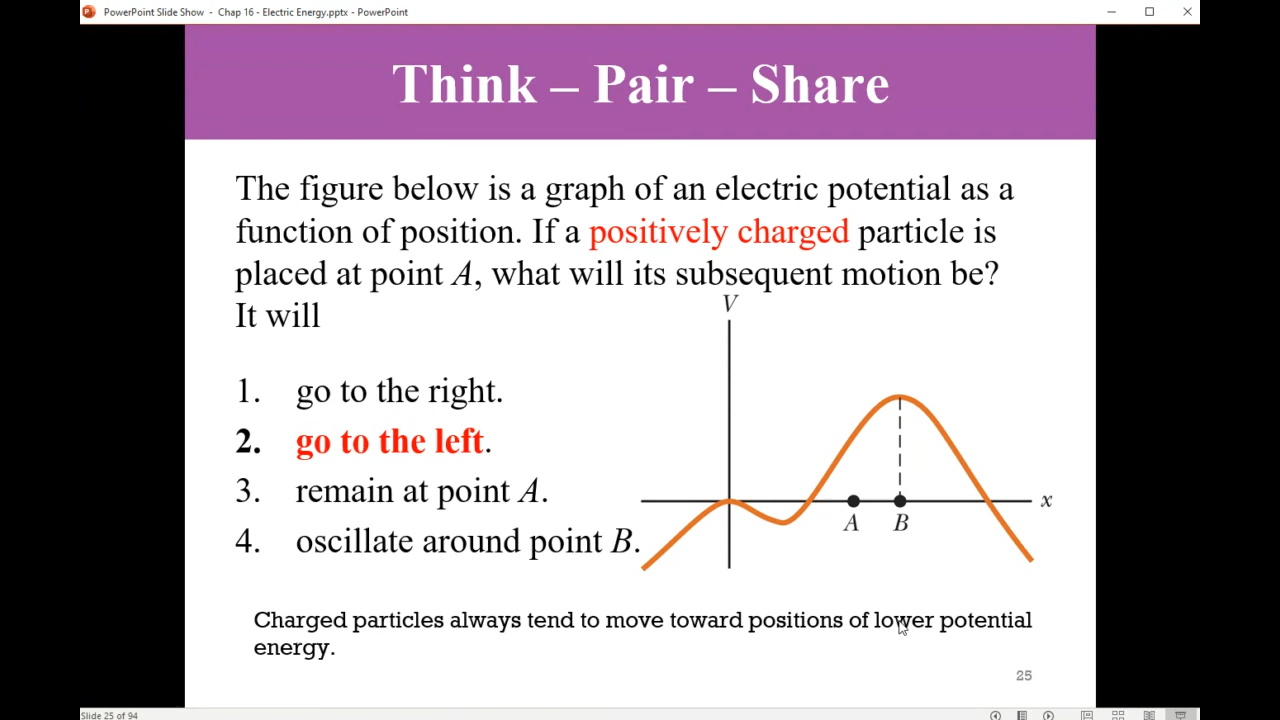 PowerPoint Slide Show - Chap 16 - Electric Energy.pptx - PowerPoint
Think – Pair – Share
The figure below is a graph of an electric potential as a
function of position. If a positively charged particle is
placed at point A, what will its subsequent motion be?
It will
1. go to the right.
2. go to the left.
3. remain at point A.
4. oscillate around point B.
V
x
A B
Charged particles always tend to move toward positions of lower potential
energy.
25
Slide 25 of 94